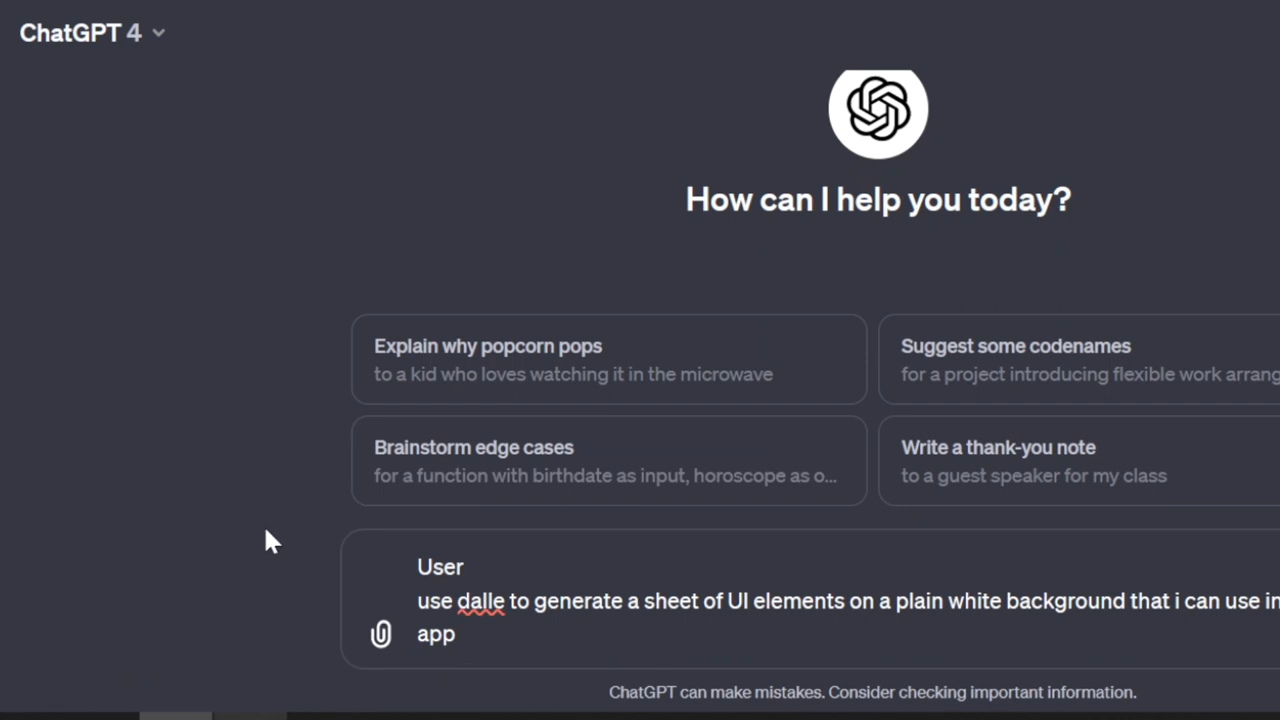 ChatGPT 4
How can I help you today?
Explain why popcorn pops
to a kid who loves watching it in the microwave
Suggest some codenames
for a project introducing flexible work arrang
Brainstorm edge cases
for a function with birthdate as input, horoscope as o...
Write a thank-you note
to a guest speaker for my class
User
use dalle to generate a sheet of UI elements on a plain white background that i can use in
app
ChatGPT can make mistakes. Consider checking important information.